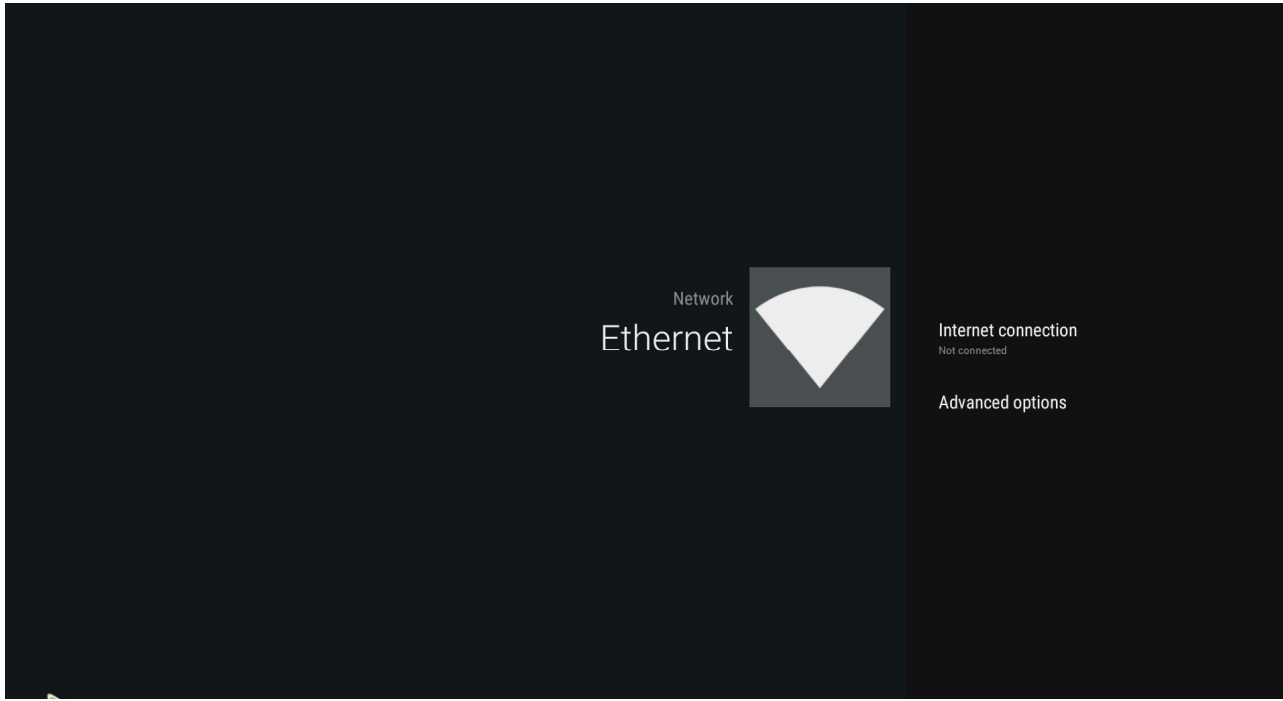 Network
Ethernet
Internet connection
Not connected
Advanced options